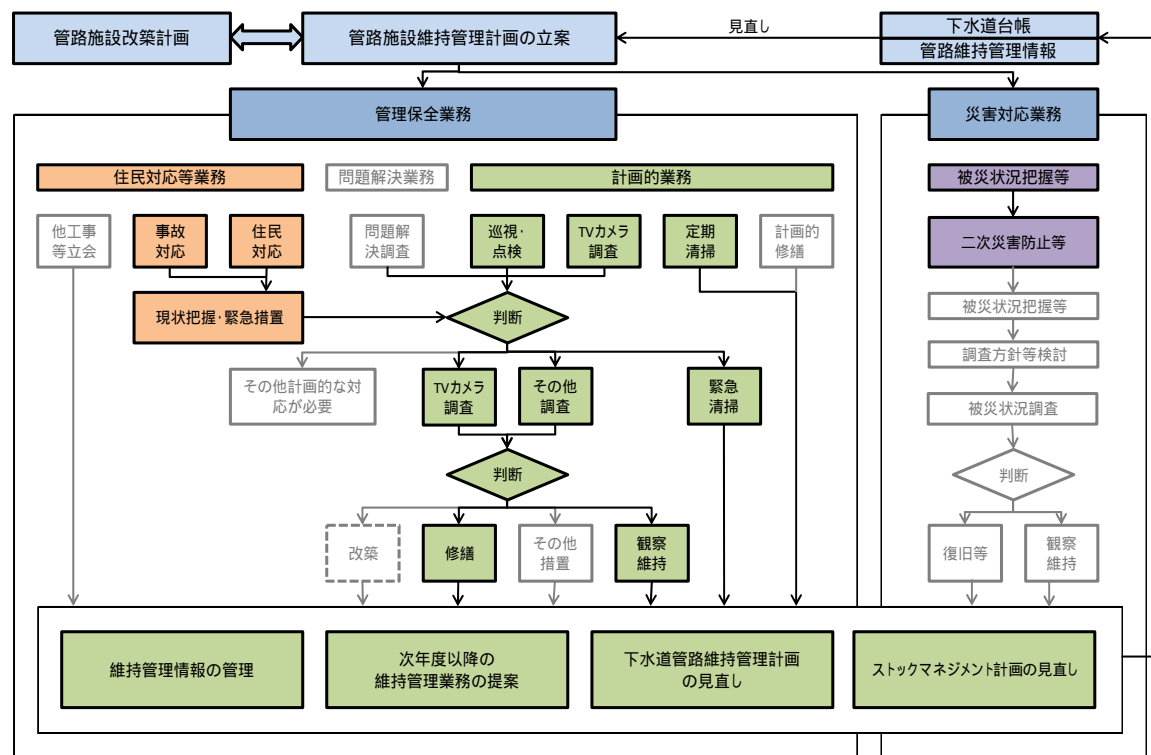 管路施設改築計画
管路施設維持管理計画の立案
見直し
下水道台帳
管路維持管理情報
管理保全業務
災害対応業務
住民対応等業務
問題解決業務
計画的業務
被災状況把握等
他工事
等立会
事故
対応
住民
対応
問題解
決調査
巡視・
点検
TVカメラ
調査
定期
清掃
計画的
修繕
二次災害防止等
現状把握・緊急措置
判断
被災状況把握等
調査方針等検討
その他計画的な対
応が必要
TVカメラ
調査
その他
調査
緊急
清掃
被災状況調査
判断
判断
改築
修繕
その他
措置
観察
維持
復旧等
観察
維持
維持管理情報の管理
次年度以降の
維持管理業務の提案
下水道管路維持管理計画
の見直し
ストックマネジメント計画の見直し